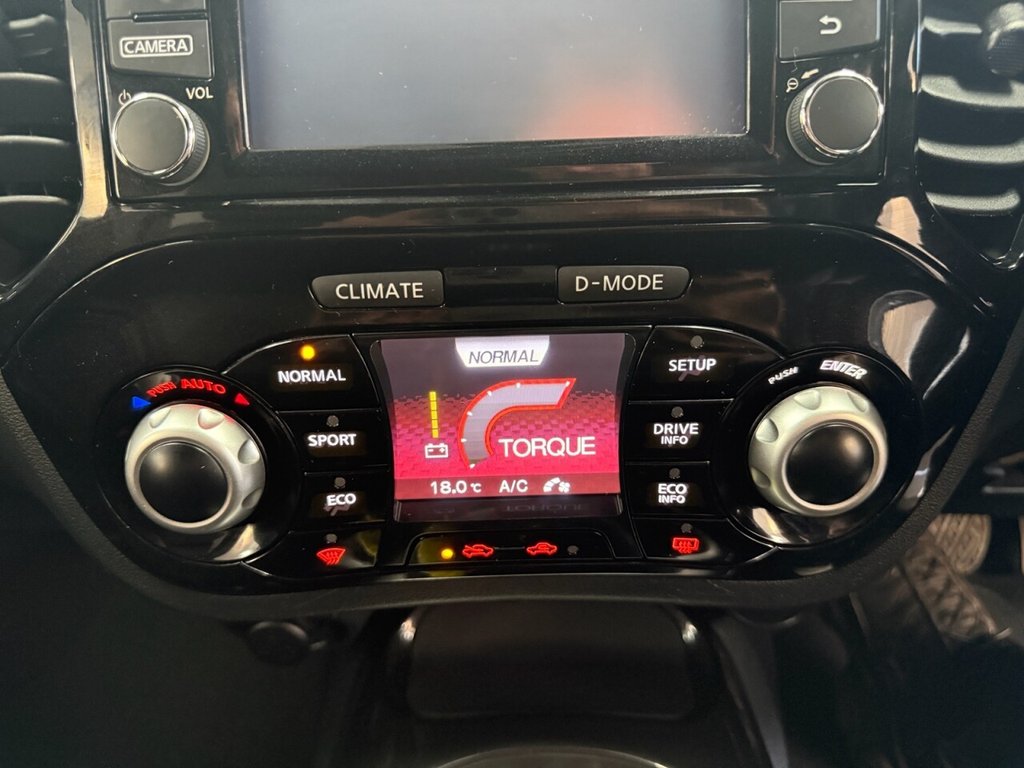 CAMERA
VOL
CLIMATE
D-MODE
NORMAL
PUSH AUTO
NORMAL
SETUP
PUSH ENTER
SPORT
DRIVE
INFO
TORQUE
ECO
ECO
INFO
18.0°C A/C